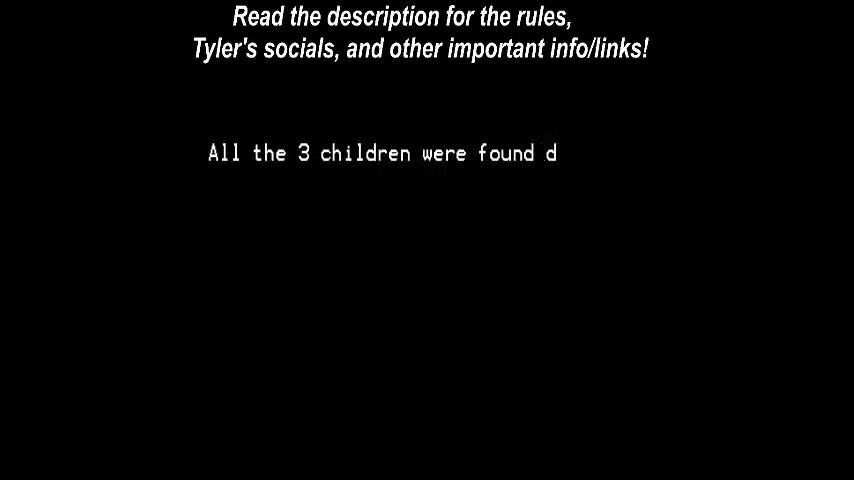 Read the description for the rules,
Tyler's socials, and other important info/links!
All the 3 children were found d